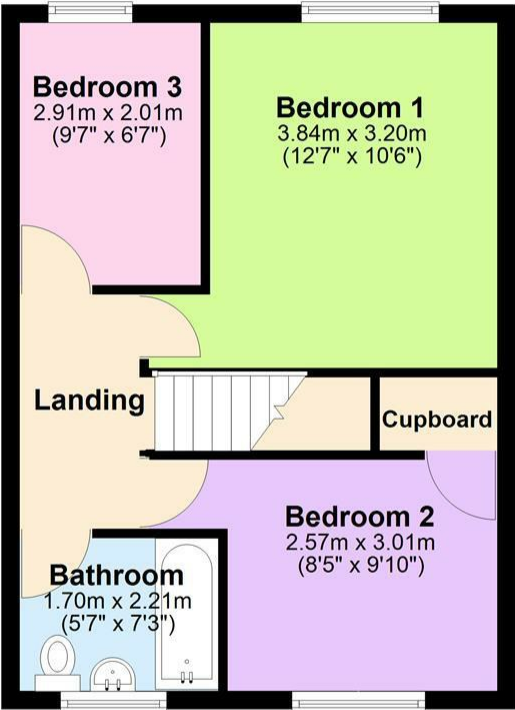 Bedroom 3
2.91m x 2.01m
(9'7" x 6'7")
Bedroom 1
3.84m x 3.20m
(12'7" x 10'6")
Landing
Cupboard
Bedroom 2
2.57m x 3.01m
(8'5" x 9'10")
Bathroom
1.70m x 2.21m
(5'7" x 7'3")